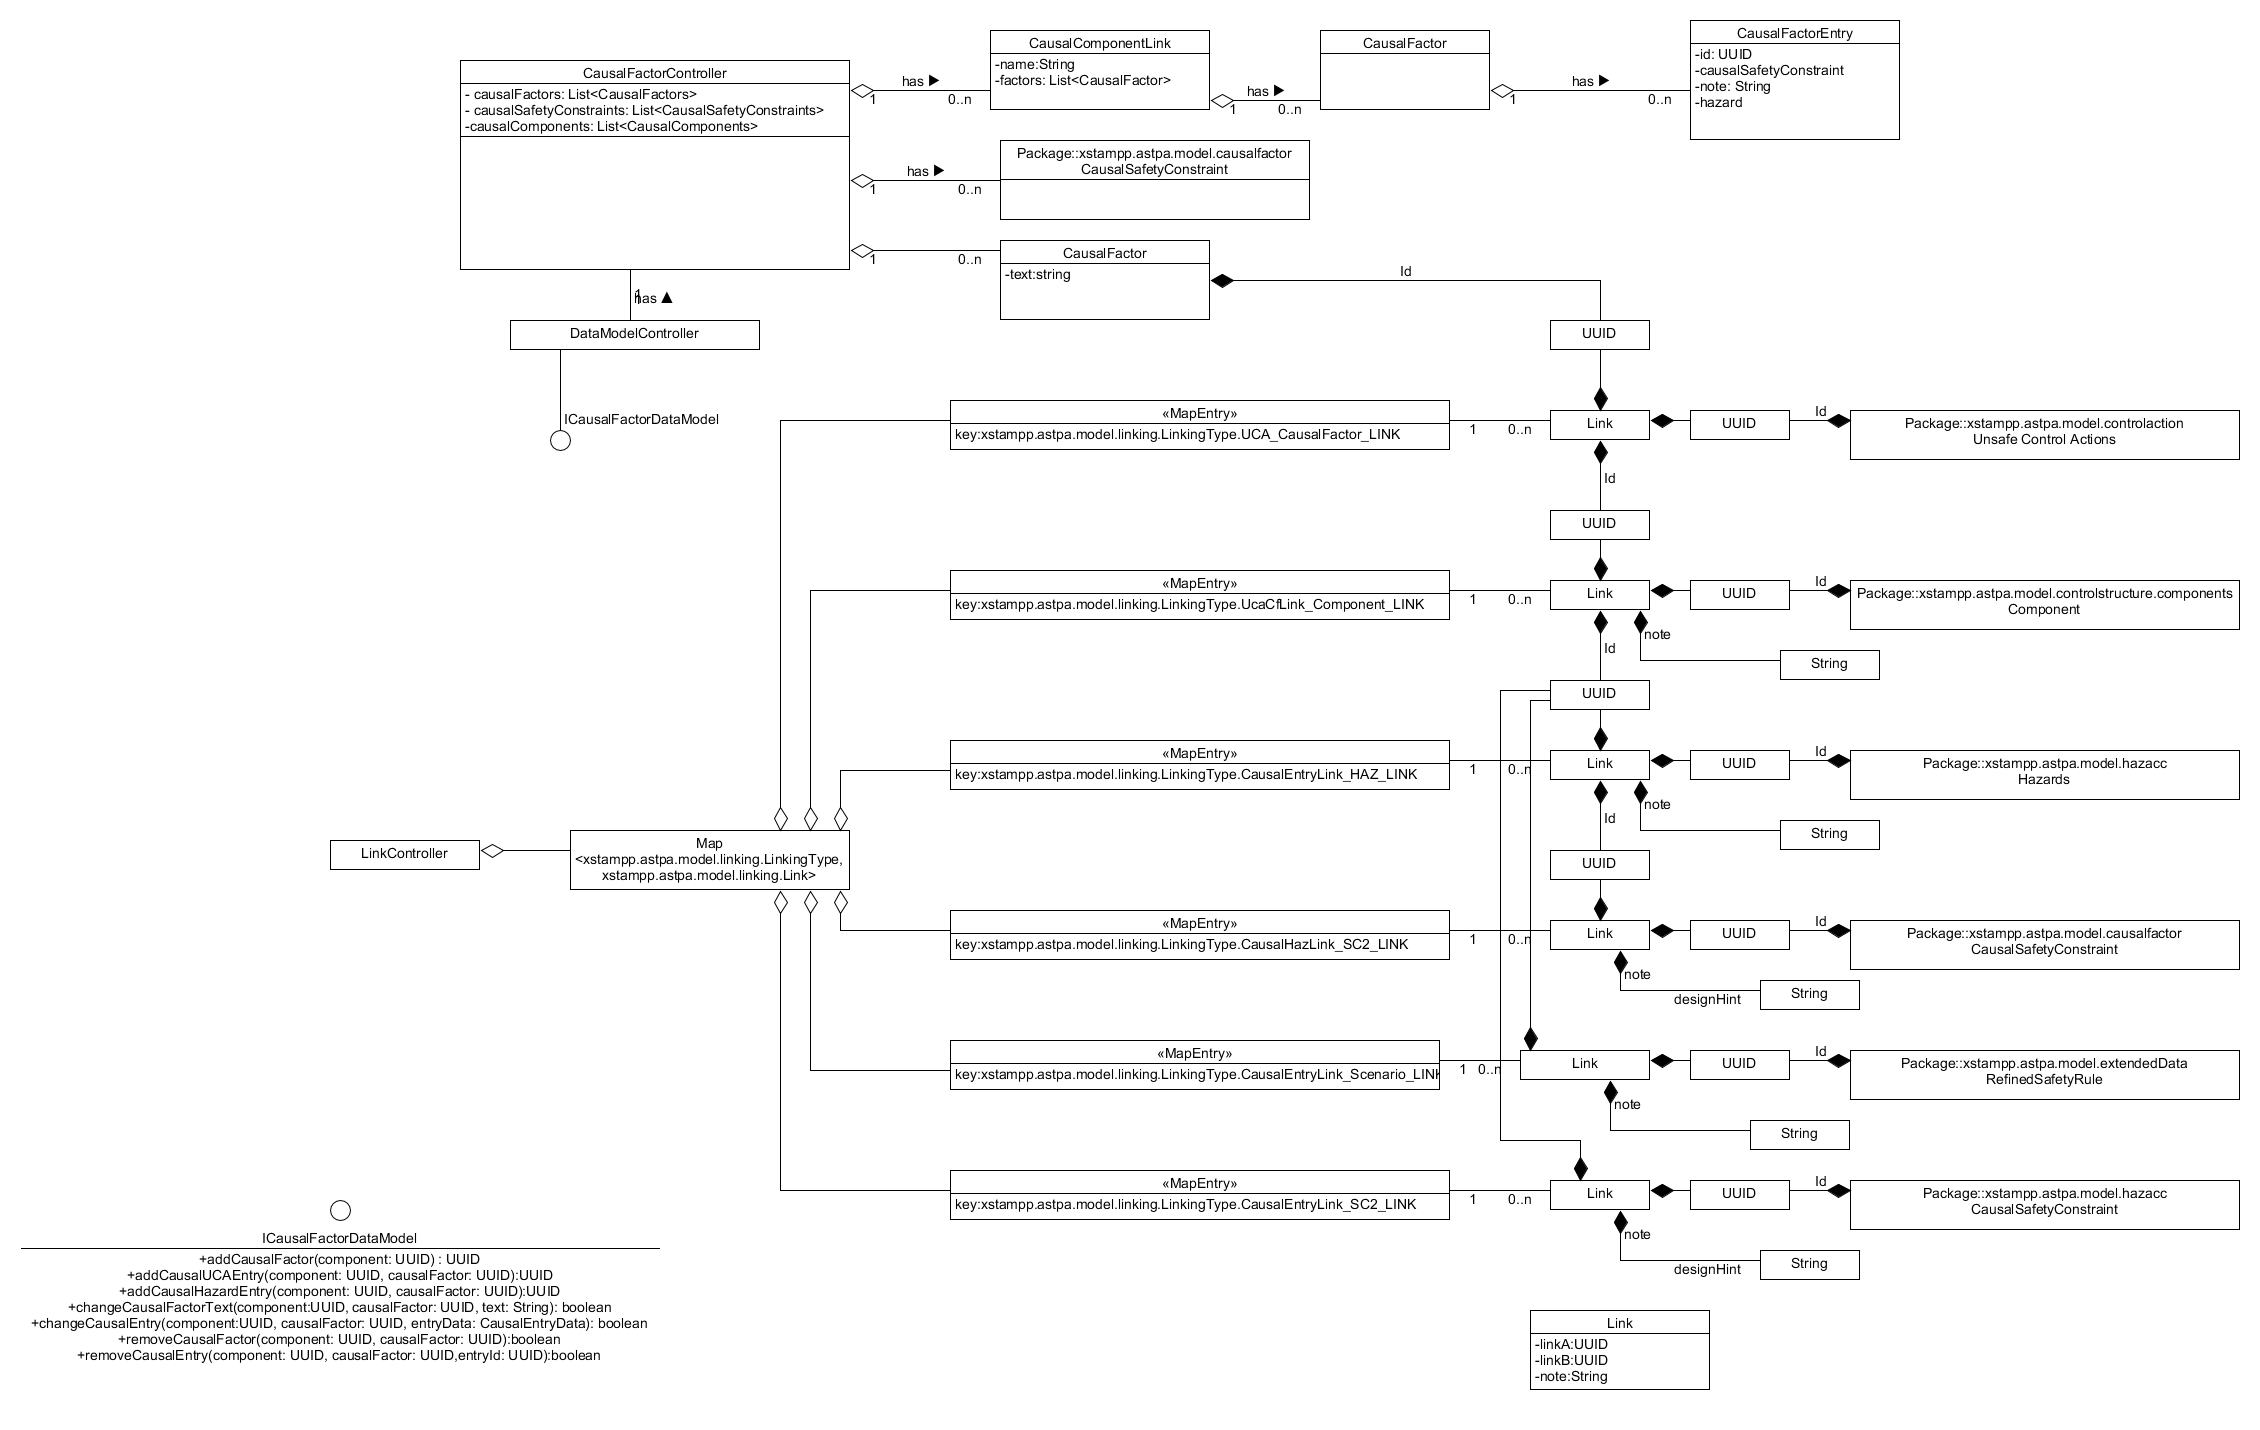 CausalFactorController
- causalFactors: List<CausalFactors>
- causalSafetyConstraints: List<CausalSafetyConstraints>
-causalComponents: List<CausalComponents>
has ▶
1
0..n
CausalComponentLink
-name:String
-factors: List<CausalFactor>
has ▶
1
0..n
CausalFactor
has ▶
1
0..n
CausalFactorEntry
-id: UUID
-causalSafetyConstraint
-note: String
-hazard
has ▶
1
0..n
Package::xstampp.astpa.model.causalfactor
CausalSafetyConstraint
1
0..n
CausalFactor
-text:string
Id
1
has ▲
DataModelController
ICausalFactorDataModel
UUID
«MapEntry»
key:xstampp.astpa.model.linking.LinkingType.UCA_CausalFactor_LINK
1
0..n
Link
UUID
Id
Package::xstampp.astpa.model.controlaction
Unsafe Control Actions
Id
UUID
«MapEntry»
key:xstampp.astpa.model.linking.LinkingType.UcaCfLink_Component_LINK
1
0..n
Link
UUID
Id
Package::xstampp.astpa.model.controlstructure.components
Component
note
Id
String
UUID
«MapEntry»
key:xstampp.astpa.model.linking.LinkingType.CausalEntryLink_HAZ_LINK
1
0..n
Link
UUID
Id
Package::xstampp.astpa.model.hazacc
Hazards
note
Id
String
LinkController
Map
<xstampp.astpa.model.linking.LinkingType,
xstampp.astpa.model.linking.Link>
UUID
«MapEntry»
key:xstampp.astpa.model.linking.LinkingType.CausalHazLink_SC2_LINK
1
0..n
Link
UUID
Id
Package::xstampp.astpa.model.causalfactor
CausalSafetyConstraint
note
designHint
String
«MapEntry»
key:xstampp.astpa.model.linking.LinkingType.CausalEntryLink_Scenario_LINK
1
0..n
Link
UUID
Id
Package::xstampp.astpa.model.extendedData
RefinedSafetyRule
note
String
«MapEntry»
key:xstampp.astpa.model.linking.LinkingType.CausalEntryLink_SC2_LINK
1
0..n
Link
UUID
Id
Package::xstampp.astpa.model.hazacc
CausalSafetyConstraint
note
designHint
String
ICausalFactorDataModel
+addCausalFactor(component: UUID) : UUID
+addCausalUCAEntry(component: UUID, causalFactor: UUID):UUID
+addCausalHazardEntry(component: UUID, causalFactor: UUID):UUID
+changeCausalFactorText(component:UUID, causalFactor: UUID, text: String): boolean
+changeCausalEntry(component:UUID, causalFactor: UUID, entryData: CausalEntryData): boolean
+removeCausalFactor(component: UUID, causalFactor: UUID):boolean
+removeCausalEntry(component: UUID, causalFactor: UUID,entryId: UUID):boolean
Link
-linkA:UUID
-linkB:UUID
-note:String